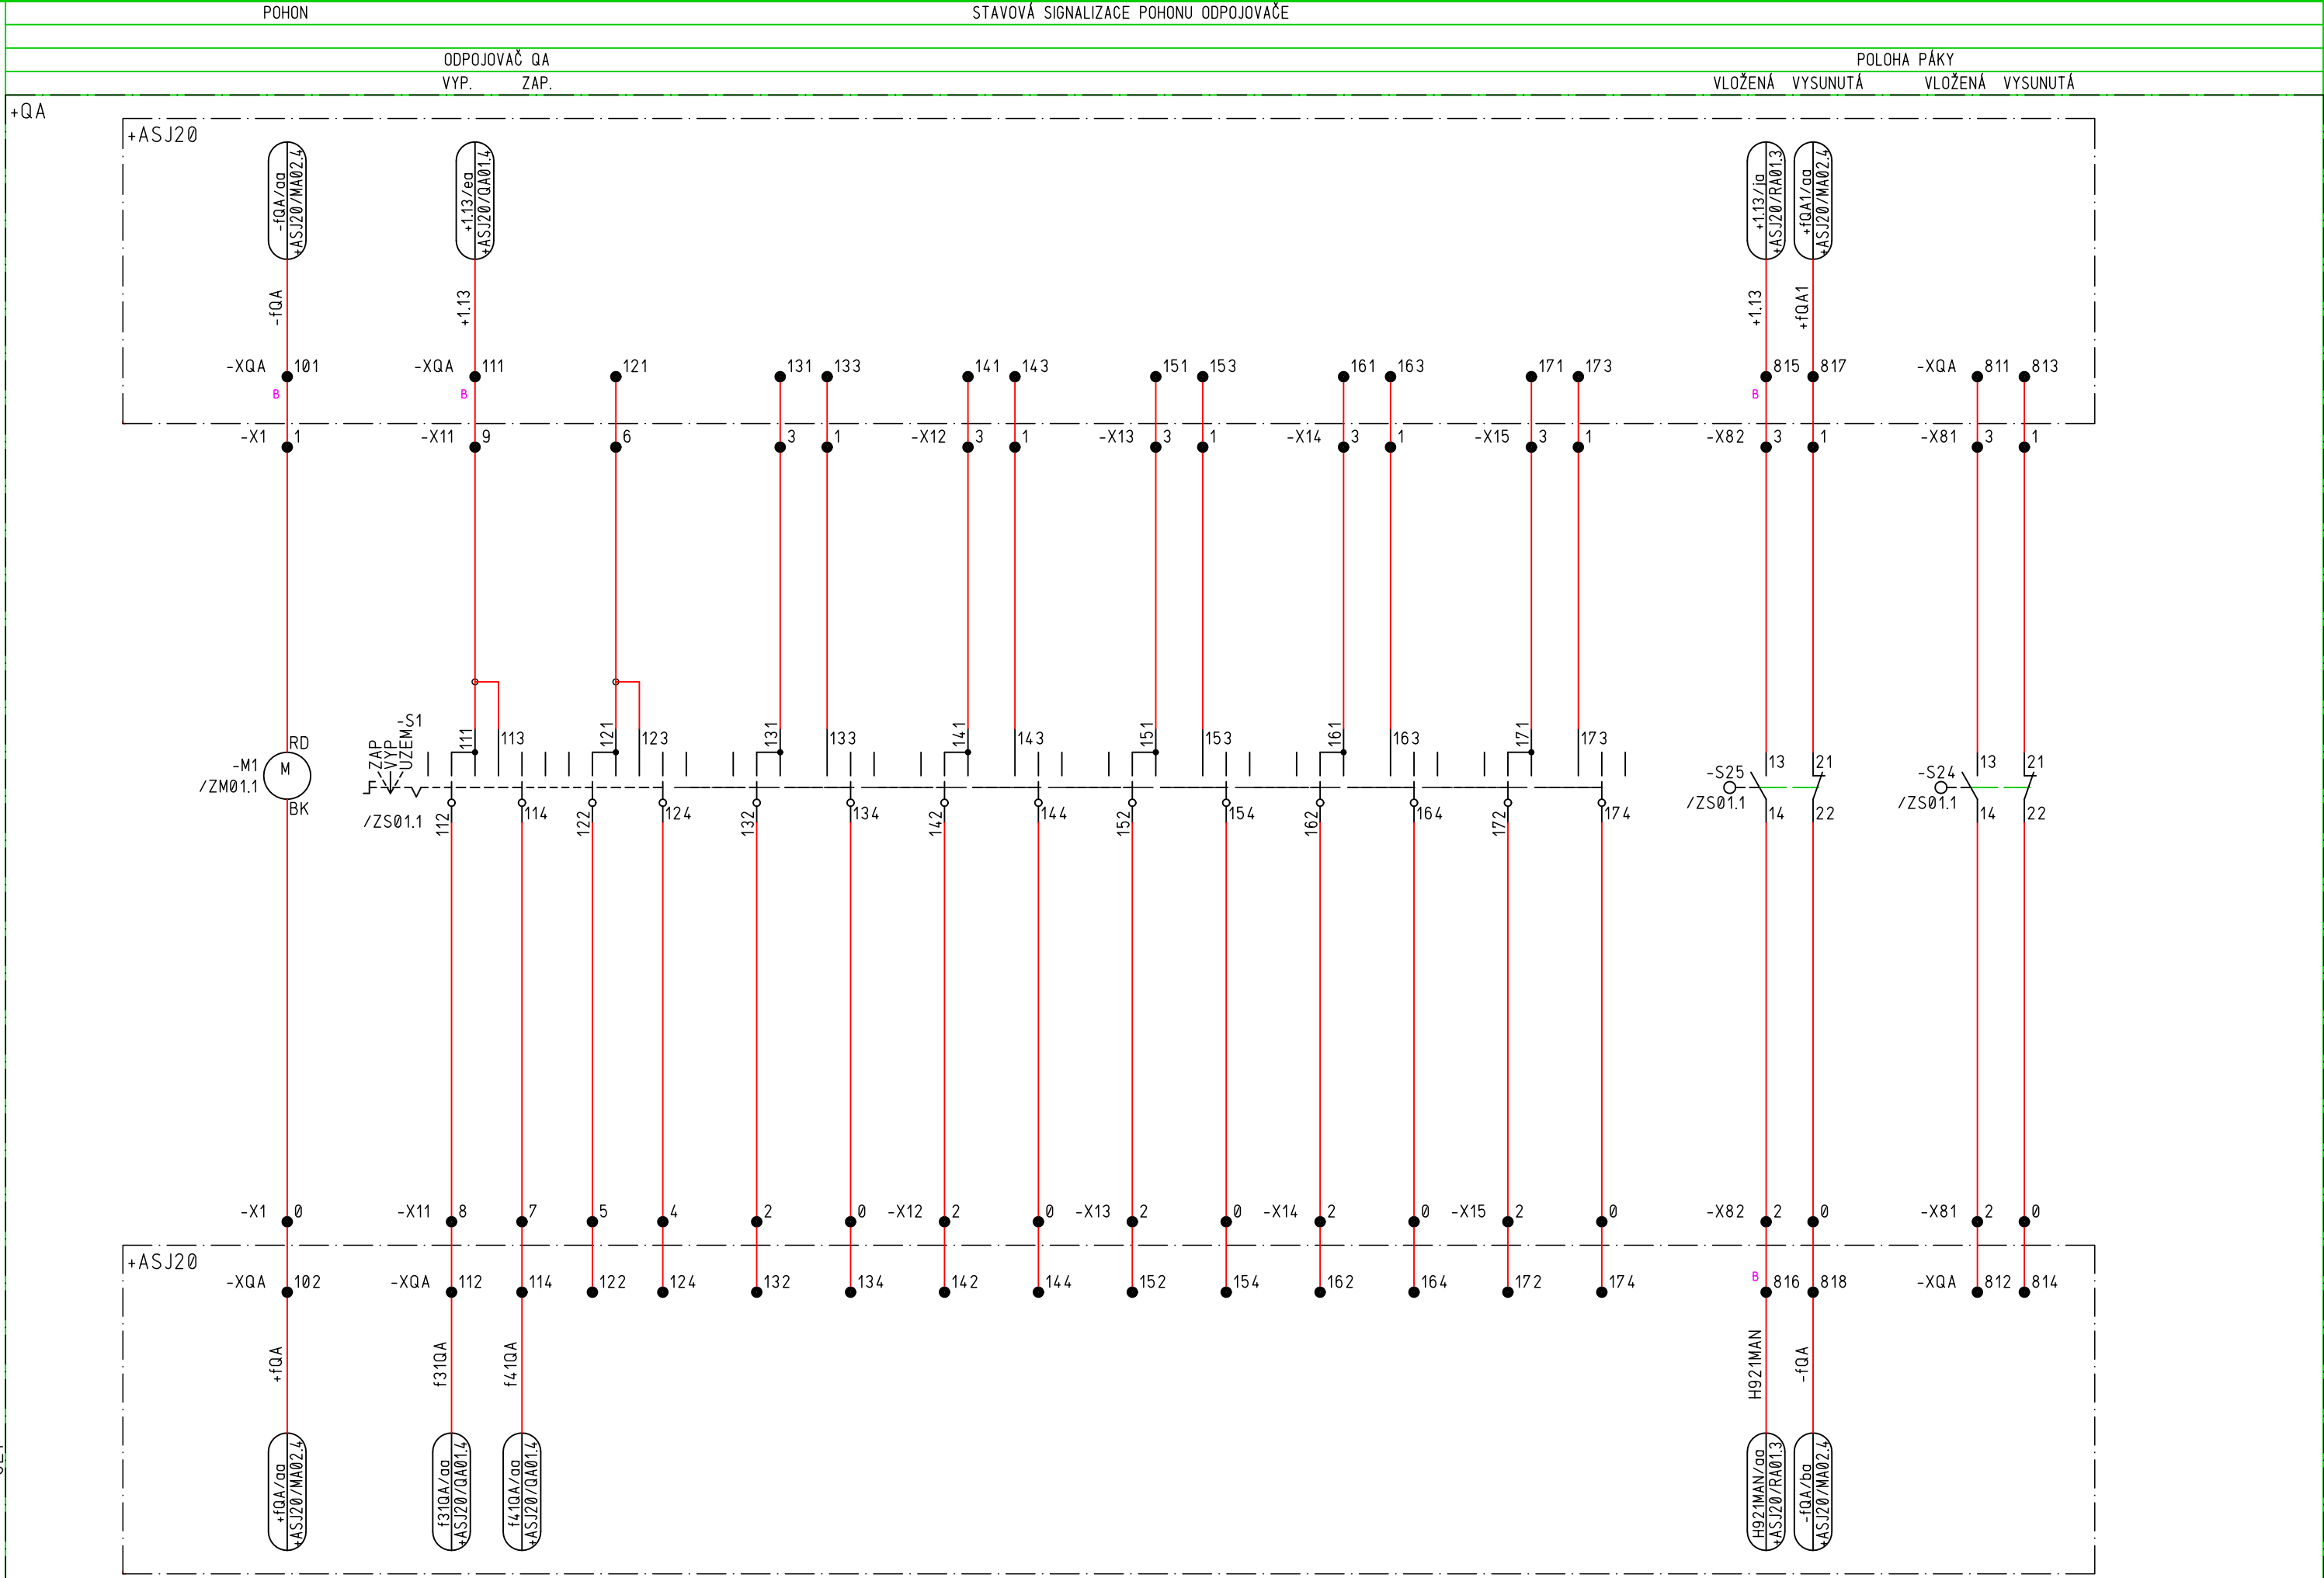 POHON STAVOVÁ SIGNALIZACE POHONU ODPOJOVAČE
ODPOJOVAČ QA POLOHA PÁKY
VYP. ZAP. VLOŽENÁ VYSUNUTÁ VLOŽENÁ VYSUNUTÁ
+QA
+ASJ20
-fQA/aa
+ASJ20/MA02.4
+1.13/ea
+ASJ20/QA01.4
+1.13/ja
+ASJ20/RA01.3
+fQA1/aa
+ASJ20/MA02.4
-fQA +1.13 +1.13 +fQA1
-XQA 101 -XQA 111 121 131 133 141 143 151 153 161 163 171 173 815 817 -XQA 811 813
B B B
-X1 1 -X11 9 6 3 1 -X12 3 1 -X13 3 1 -X14 3 1 -X15 3 1 -X82 3 1 -X81 3 1
-S1
ZAP
VYP
UZEM
RD 111 113 121 123 131 133 141 143 151 153 161 163 171 173 13 21 13 21
-M1 M -S25 -S24
/ZM01.1 /ZS01.1 /ZS01.1
BK
/ZS01.1 112 114 122 124 132 134 142 144 152 154 162 164 172 174 14 22 14 22
-X1 0 -X11 8 7 5 4 2 0 -X12 2 0 -X13 2 0 -X14 2 0 -X15 2 0 -X82 2 0 -X81 2 0
+ASJ20
B
-XQA 102 -XQA 112 114 122 124 132 134 142 144 152 154 162 164 172 174 816 818 -XQA 812 814
+fQA f31QA f41QA H921MAN -fQA
+fQA/aa
+ASJ20/MA02.4
f31QA/aa
+ASJ20/QA01.4
f41QA/aa
+ASJ20/QA01.4
H921MAN/aa
+ASJ20/RA01.3
-fQA/ba
+ASJ20/MA02.4